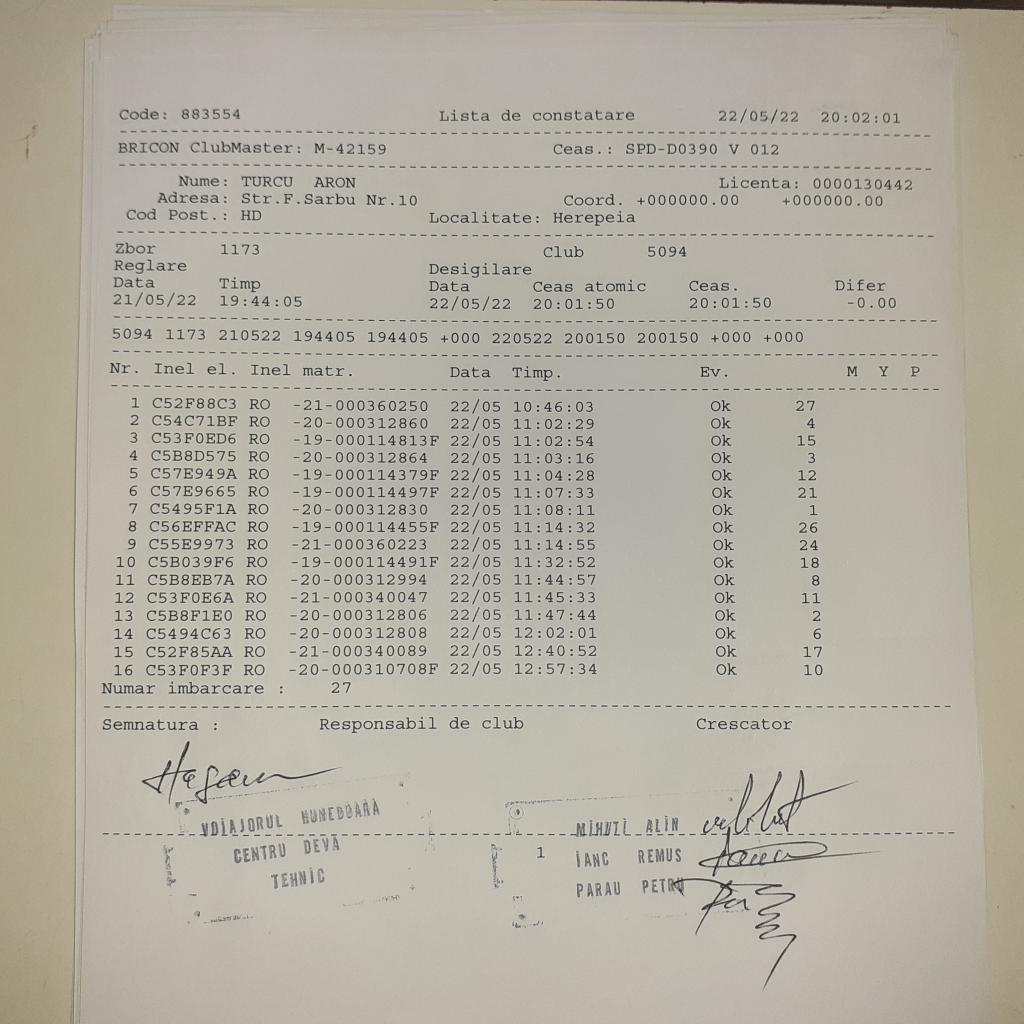 Code: 883554 Lista de constatare 22/05/22 20:02:01
BRICON ClubMaster: M-42159 Ceas.: SPD-D0390 V 012
Nume: TURCU ARON Licenta: 0000130442
Adresa: Str.F.Sarbu Nr.10 Coord. +000000.00 +000000.00
Cod Post.: HD Localitate: Herepeia
Zbor 1173 Club 5094
Reglare Desigilare
Data Timp Data Ceas atomic Ceas. Difer
21/05/22 19:44:05 22/05/22 20:01:50 20:01:50 -0.00
5094 1173 210522 194405 194405 +000 220522 200150 200150 +000 +000
Nr. Inel el. Inel matr. Data Timp. Ev. M Y P
1 C52F88C3 RO -21-000360250 22/05 10:46:03 Ok 27
2 C54C71BF RO -20-000312860 22/05 11:02:29 Ok 4
3 C53F0ED6 RO -19-000114813F 22/05 11:02:54 Ok 15
4 C5B8D575 RO -20-000312864 22/05 11:03:16 Ok 3
5 C57E949A RO -19-000114379F 22/05 11:04:28 Ok 12
6 C57E9665 RO -19-000114497F 22/05 11:07:33 Ok 21
7 C5495F1A RO -20-000312830 22/05 11:08:11 Ok 1
8 C56EFFAC RO -19-000114455F 22/05 11:14:32 Ok 26
9 C55E9973 RO -21-000360223 22/05 11:14:55 Ok 24
10 C5B039F6 RO -19-000114491F 22/05 11:32:52 Ok 18
11 C5B8EB7A RO -20-000312994 22/05 11:44:57 Ok 8
12 C53F0E6A RO -21-000340047 22/05 11:45:33 Ok 11
13 C5B8F1E0 RO -20-000312806 22/05 11:47:44 Ok 2
14 C5494C63 RO -20-000312808 22/05 12:02:01 Ok 6
15 C52F85AA RO -21-000340089 22/05 12:40:52 Ok 17
16 C53F0F3F RO -20-000310708F 22/05 12:57:34 Ok 10
Numar imbarcare : 27
Semnatura : Responsabil de club Crescator
VOIAJORUL HUNEDOARA
CENTRU DEVA
TEHNIC
MIHUTI ALIN
1 IANC REMUS
PARAU PETRU